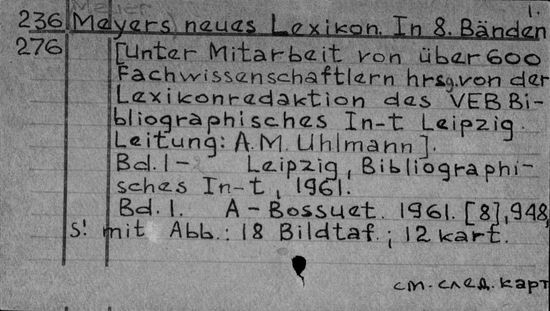 Meyer
1.
236 Meyers neues Lexikon. In 8. Bänden
276 [Unter Mitarbeit von über 600
Fachwissenschaftlern hrsg. von der
Lexikonredaktion des VEB Bi-
bliographisches In-t Leipzig.
Leitung: A.M. Uhlmann].
Bd. 1- Leipzig, Bibliographi-
sches In-t, 1961.
Bd. 1. A - Bossuet. 1961. [8], 948,
S! mit Abb.: 18 Bildtaf.; 12 kart.
см. след. карт